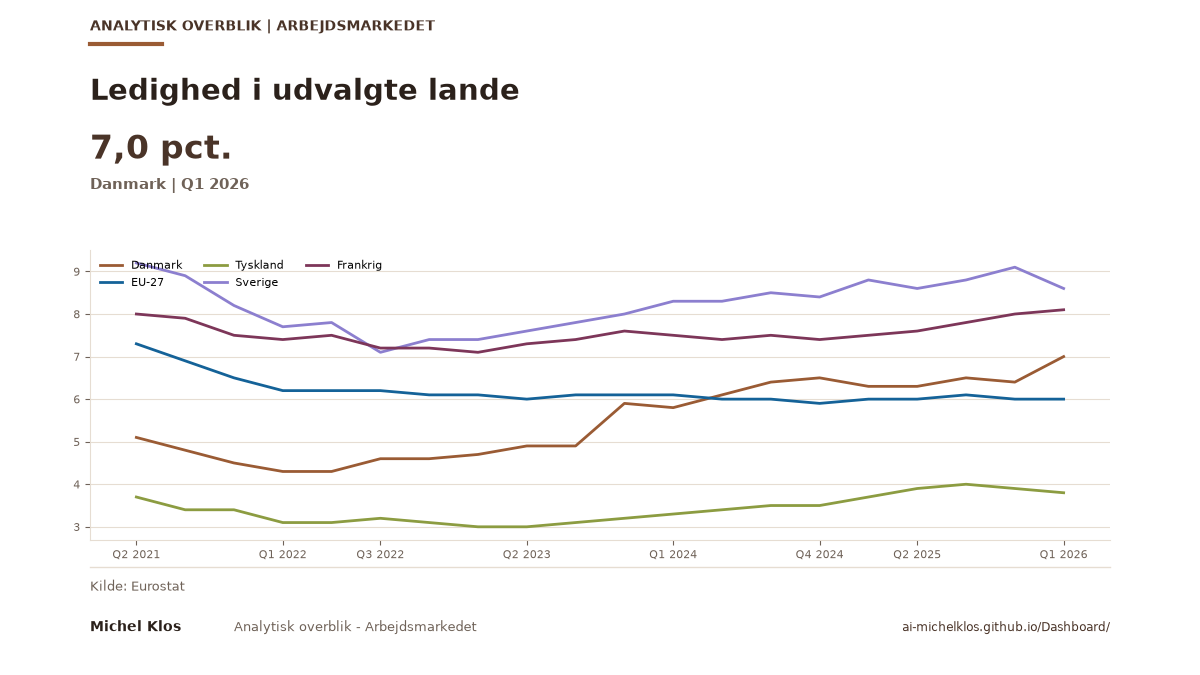 ANALYTISK OVERBLIK | ARBEJDSMARKEDET
Ledighed i udvalgte lande
7,0 pct.
Danmark | Q1 2026
Danmark Tyskland Frankrig
EU-27 Sverige
9
8
7
6
5
4
3
Q2 2021 Q1 2022 Q3 2022 Q2 2023 Q1 2024 Q4 2024 Q2 2025 Q1 2026
Kilde: Eurostat
Michel Klos Analytisk overblik - Arbejdsmarkedet ai-michelklos.github.io/Dashboard/